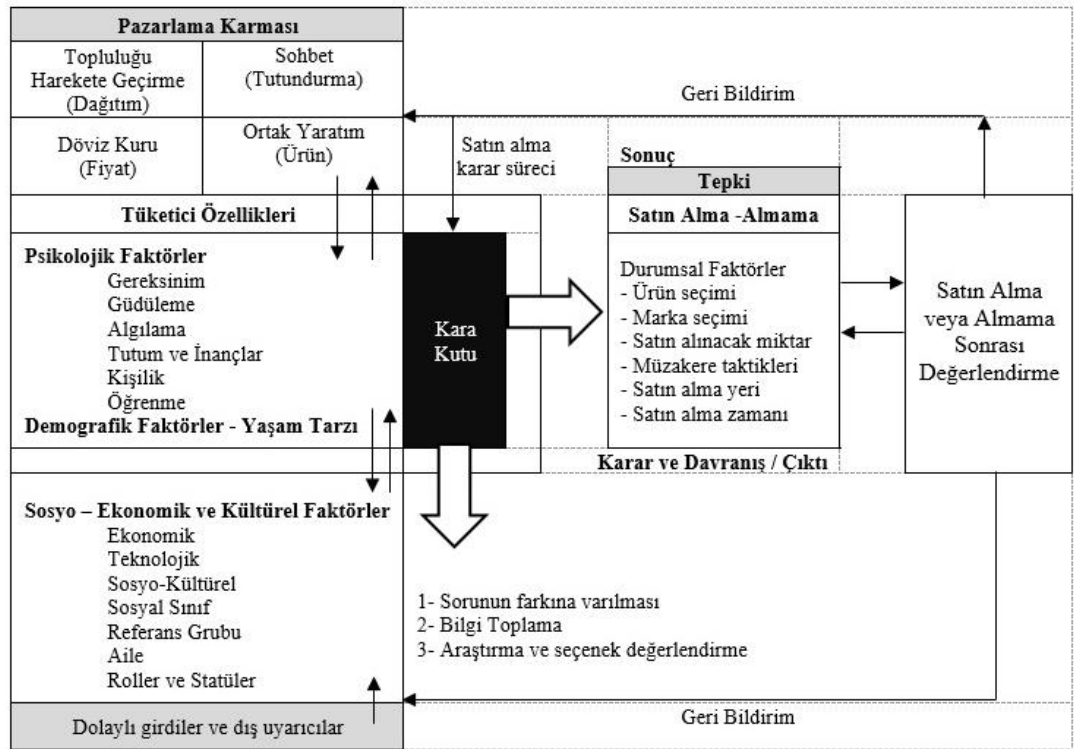 Pazarlama Karması
Topluluğu
Harekete Geçirme
(Dağıtım)
Sohbet
(Tutundurma)
Döviz Kuru
(Fiyat)
Ortak Yaratım
(Ürün)
Geri Bildirim
Satın alma
karar süreci
Sonuç
Tepki
Tüketici Özellikleri
Satın Alma -Almama
Psikolojik Faktörler
Gereksinim
Güdüleme
Algılama
Tutum ve İnançlar
Kişilik
Öğrenme
Demografik Faktörler - Yaşam Tarzı
Kara
Kutu
Durumsal Faktörler
- Ürün seçimi
- Marka seçimi
- Satın alınacak miktar
- Müzakere taktikleri
- Satın alma yeri
- Satın alma zamanı
Satın Alma
veya Almama
Sonrası
Değerlendirme
Karar ve Davranış / Çıktı
Sosyo – Ekonomik ve Kültürel Faktörler
Ekonomik
Teknolojik
Sosyo-Kültürel
Sosyal Sınıf
Referans Grubu
Aile
Roller ve Statüler
1- Sorunun farkına varılması
2- Bilgi Toplama
3- Araştırma ve seçenek değerlendirme
Dolaylı girdiler ve dış uyarıcılar
Geri Bildirim